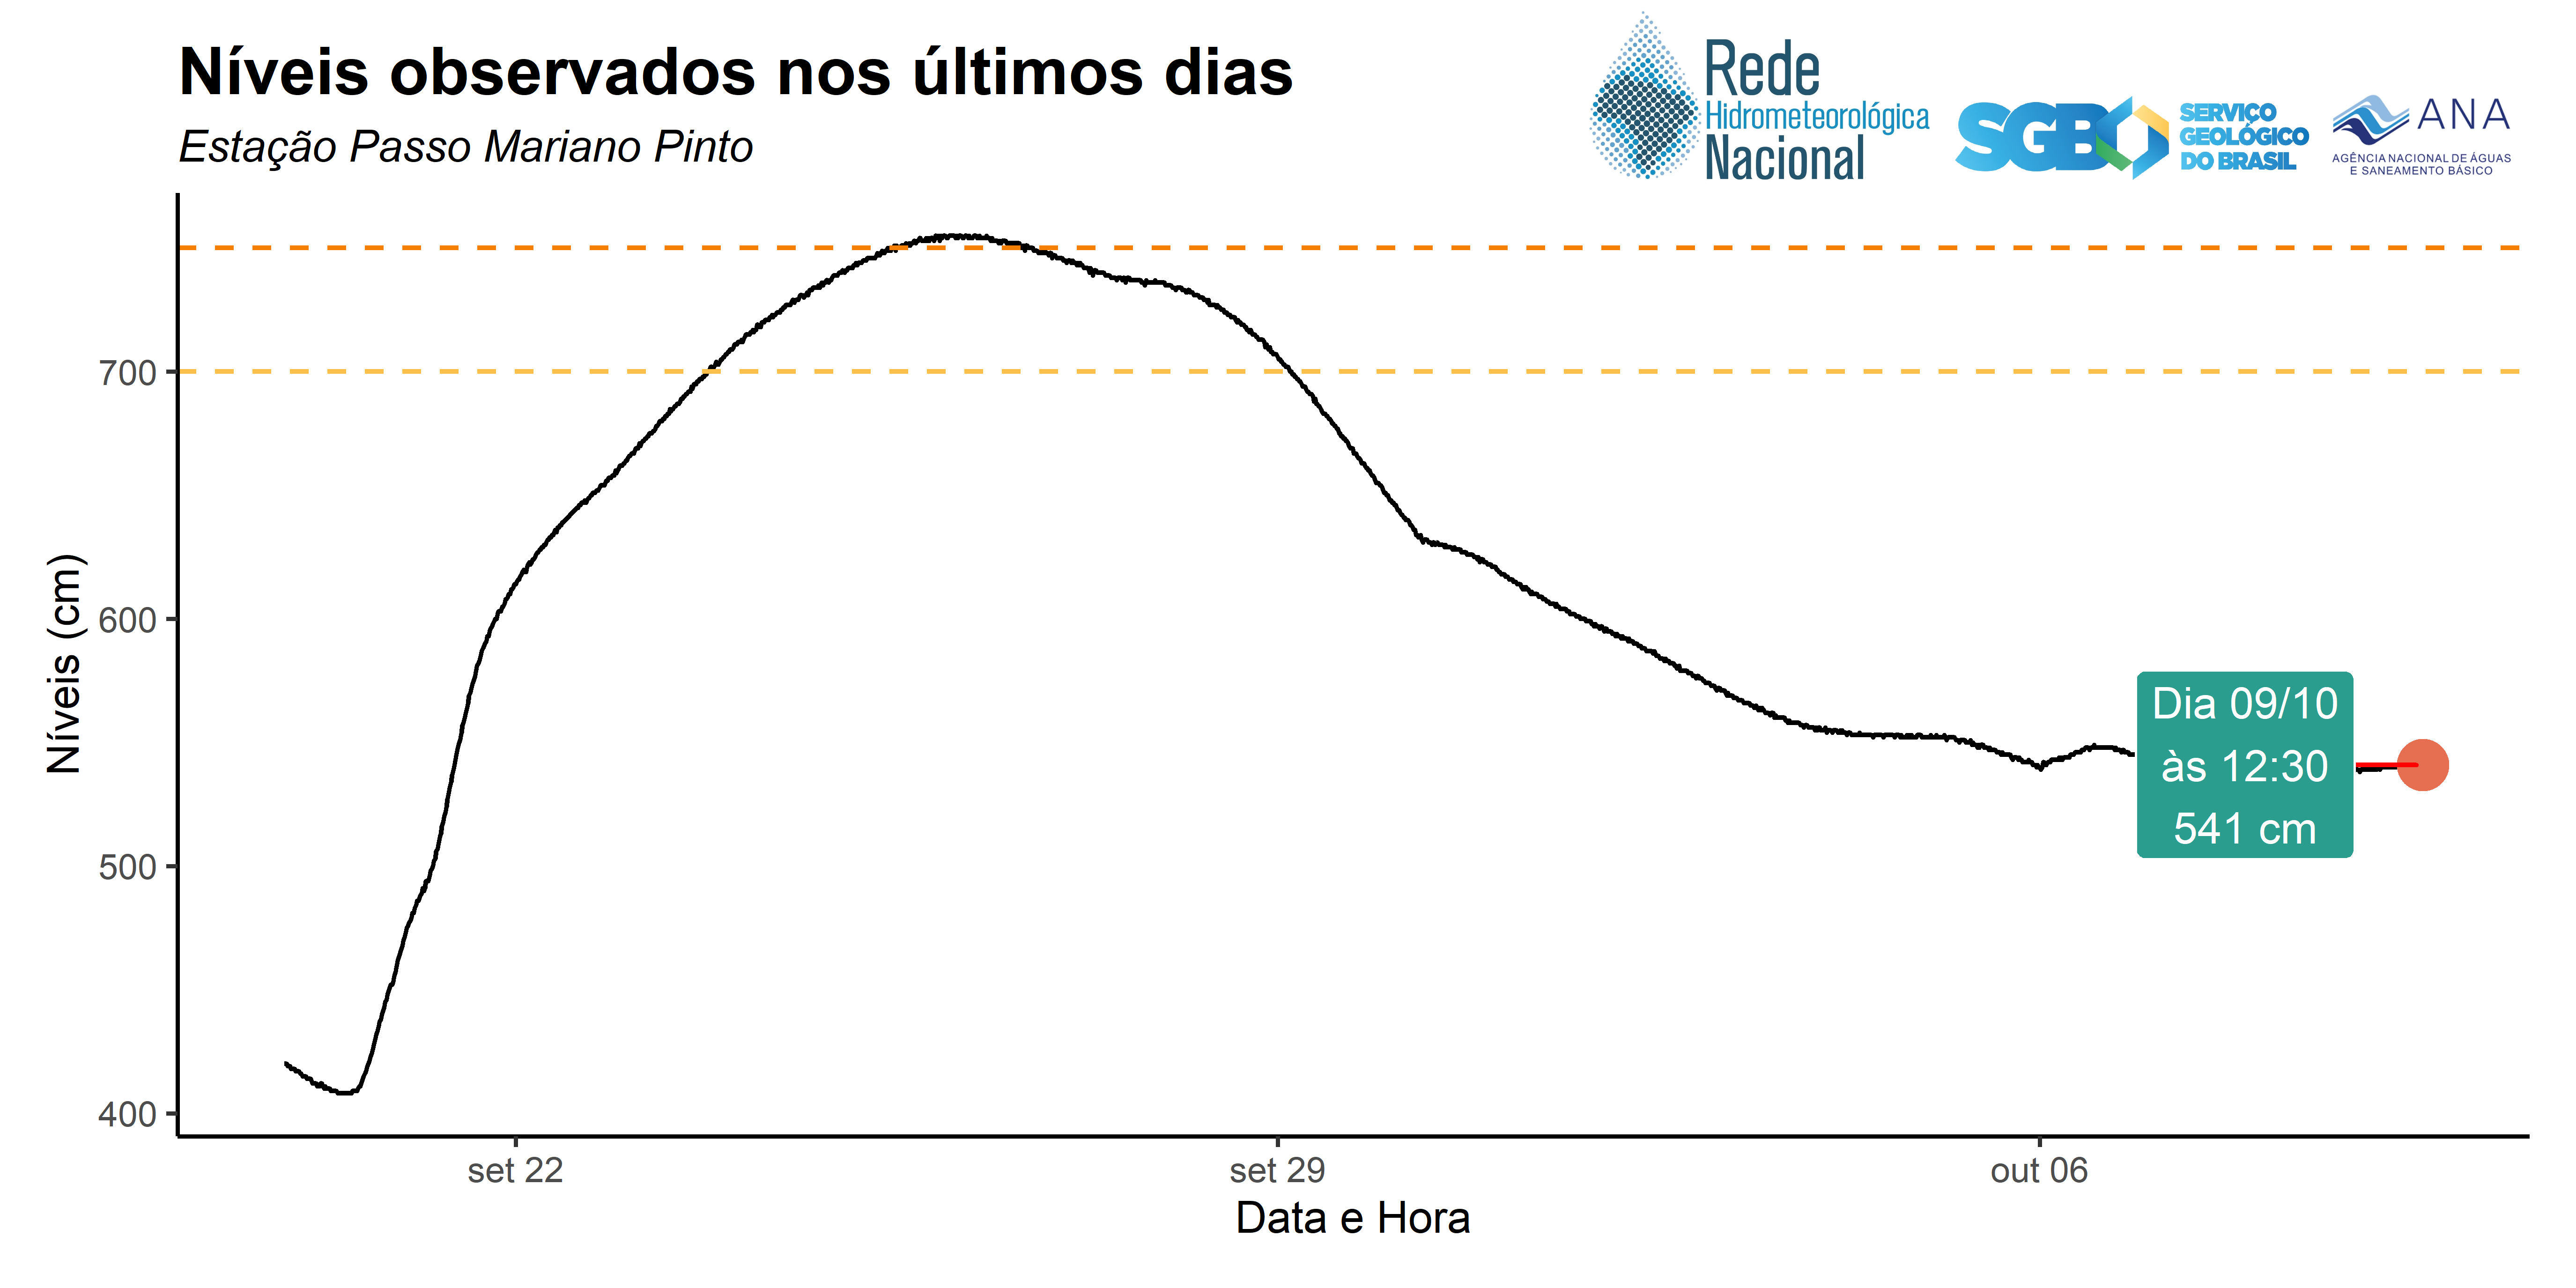 Níveis observados nos últimos dias
Estação Passo Mariano Pinto
Rede
Hidrometeorológica
Nacional
SGB
SERVIÇO
GEOLÓGICO
DO BRASIL
ANA
AGÊNCIA NACIONAL DE ÁGUAS
E SANEAMENTO BÁSICO
Níveis (cm)
700
600
500
400
Dia 09/10
às 12:30
541 cm
set 22
set 29
out 06
Data e Hora